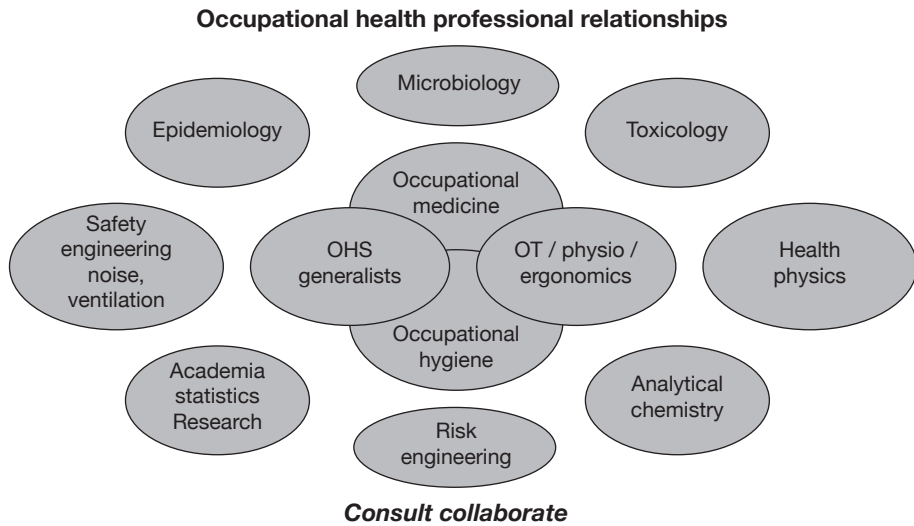 Occupational health professional relationships
Microbiology
Epidemiology
Toxicology
Occupational
medicine
Safety
engineering
noise,
ventilation
OHS
generalists
OT / physio /
ergonomics
Health
physics
Occupational
hygiene
Academia
statistics
Research
Analytical
chemistry
Risk
engineering
Consult collaborate